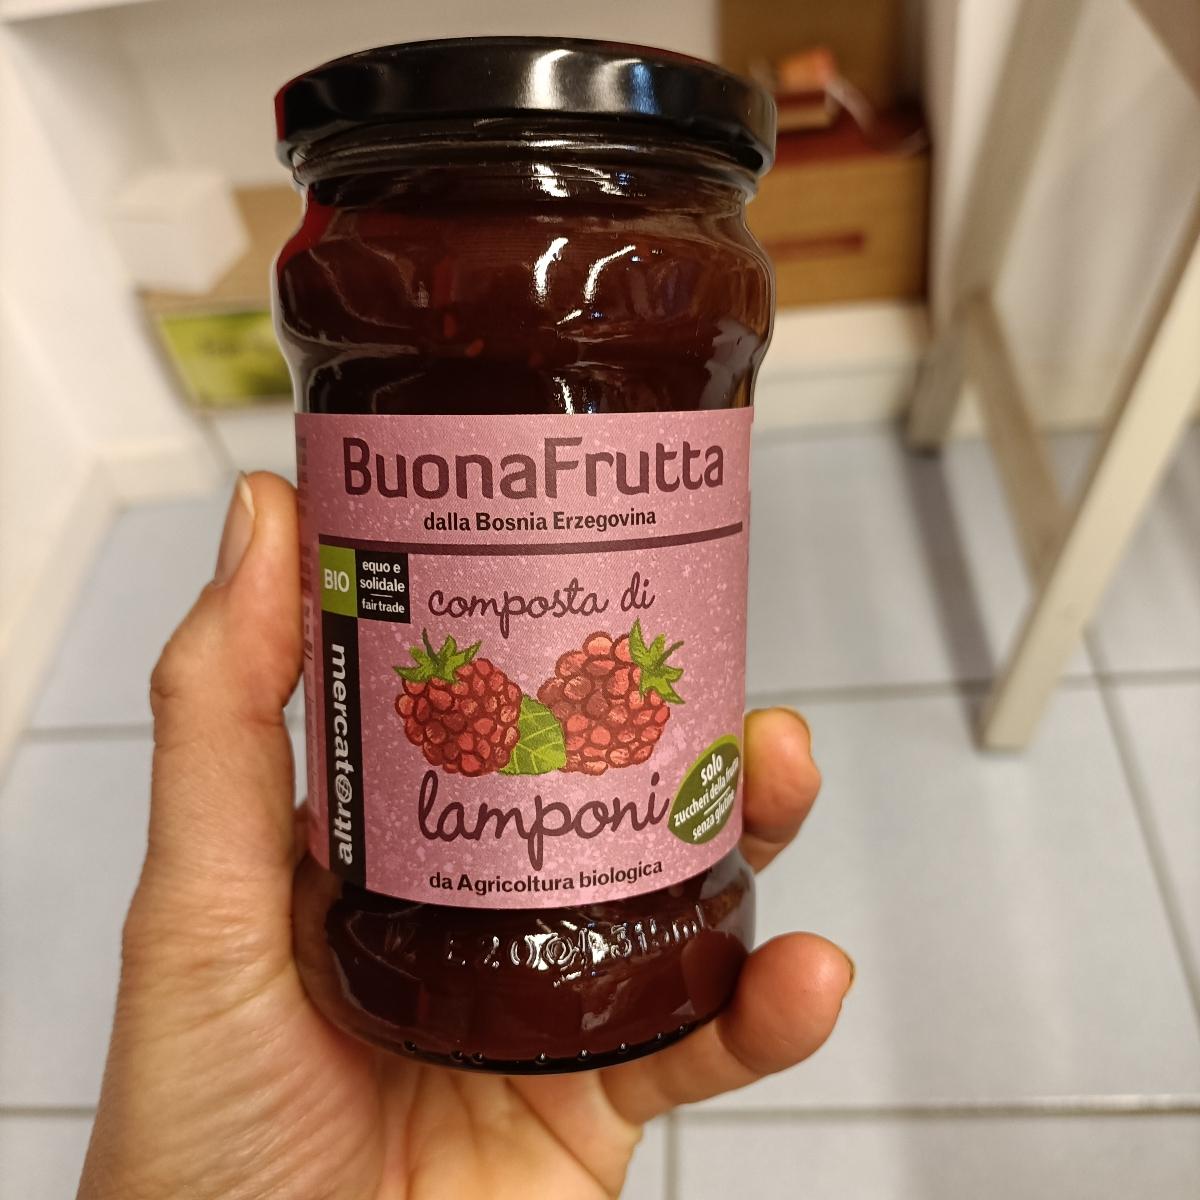 BuonaFrutta
dalla Bosnia Erzegovina
BIO
equo e
solidale
fair trade
composta di
lamponi
mercato
altro
solo
zuccheri della frutta
senza glutine
da Agricoltura biologica
315ml